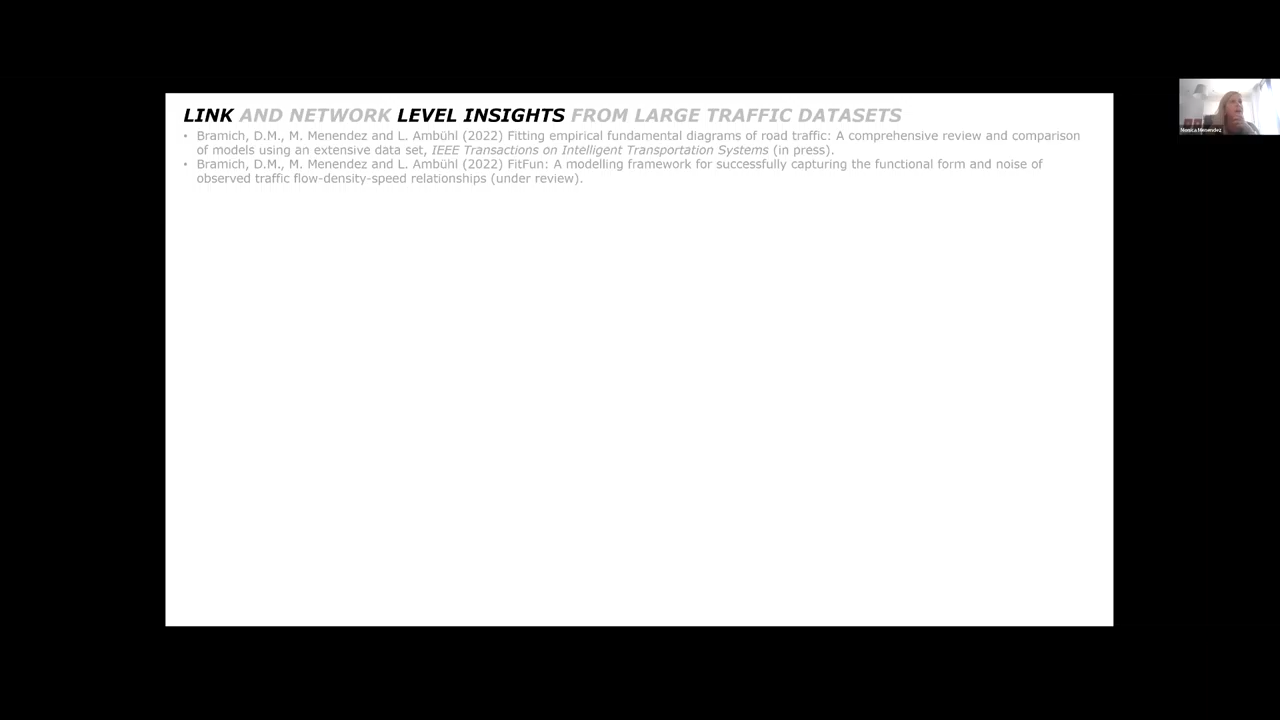 LINK AND NETWORK LEVEL INSIGHTS FROM LARGE TRAFFIC DATASETS
• Bramich, D.M., M. Menendez and L. Ambühl (2022) Fitting empirical fundamental diagrams of road traffic: A comprehensive review and comparison
of models using an extensive data set, IEEE Transactions on Intelligent Transportation Systems (in press).
• Bramich, D.M., M. Menendez and L. Ambühl (2022) FitFun: A modelling framework for successfully capturing the functional form and noise of
observed traffic flow-density-speed relationships (under review).
Monica Menendez